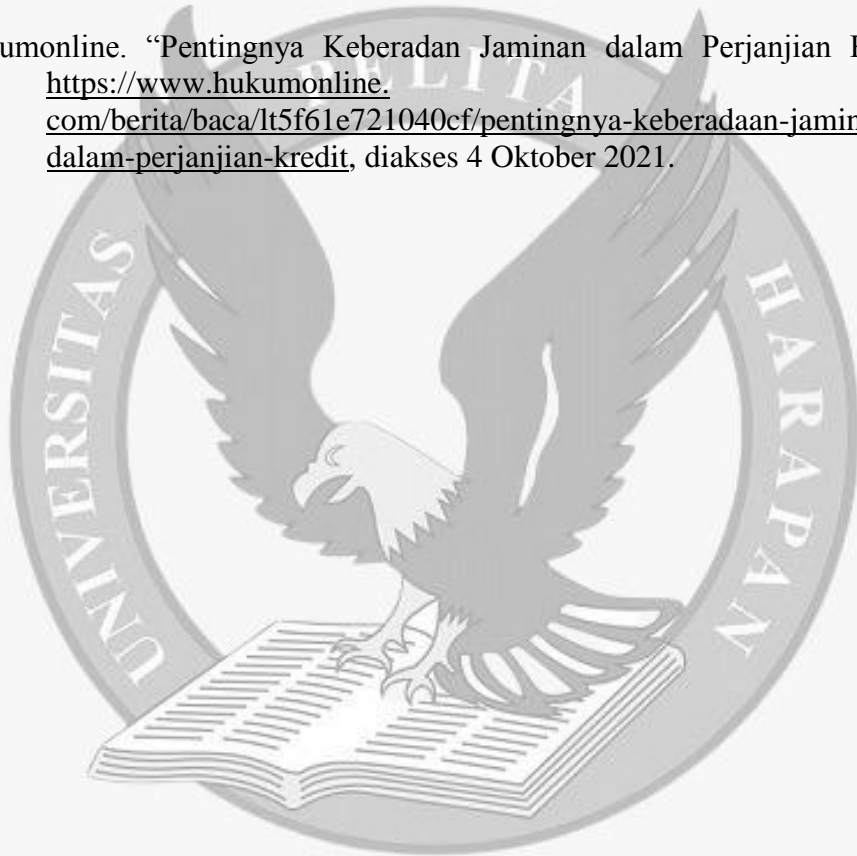 umonline. “Pentingnya Keberadan Jaminan dalam Perjanjian
https://www.hukumonline.
com/berita/baca/lt5f61e721040cf/pentingnya-keberadaan-jamin
dalam-perjanjian-kredit, diakses 4 Oktober 2021.
UNIVERSITAS PELITA HARAPAN